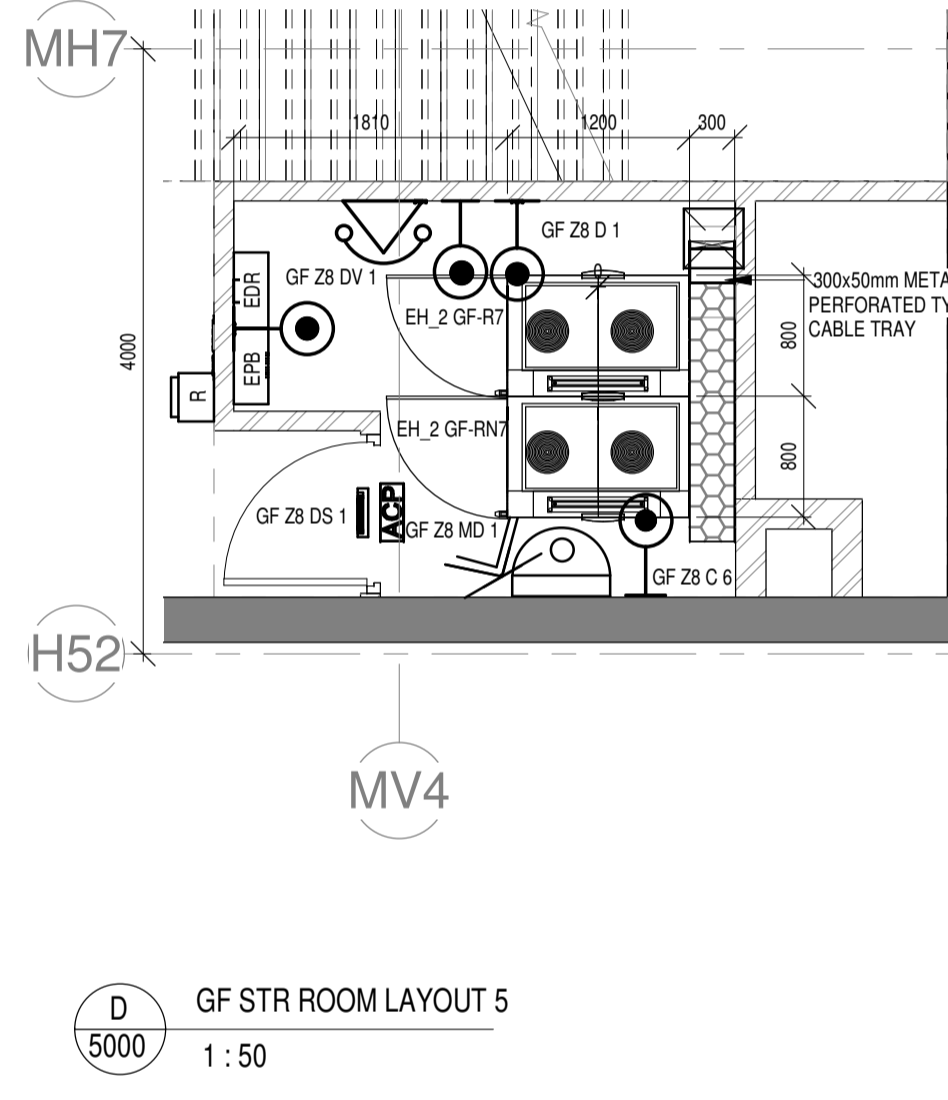 MH7
1810
1200
300
GF Z8 D 1
GF Z8 DV 1
EDR
EPB
R
EH_2 GF-R7
300x50mm META
PERFORATED TY
CABLE TRAY
800
4000
EH_2 GF-RN7
800
GF Z8 DS 1
ACP
GF Z8 MD 1
GF Z8 C 6
H52
MV4
D
5000
GF STR ROOM LAYOUT 5
1 : 50